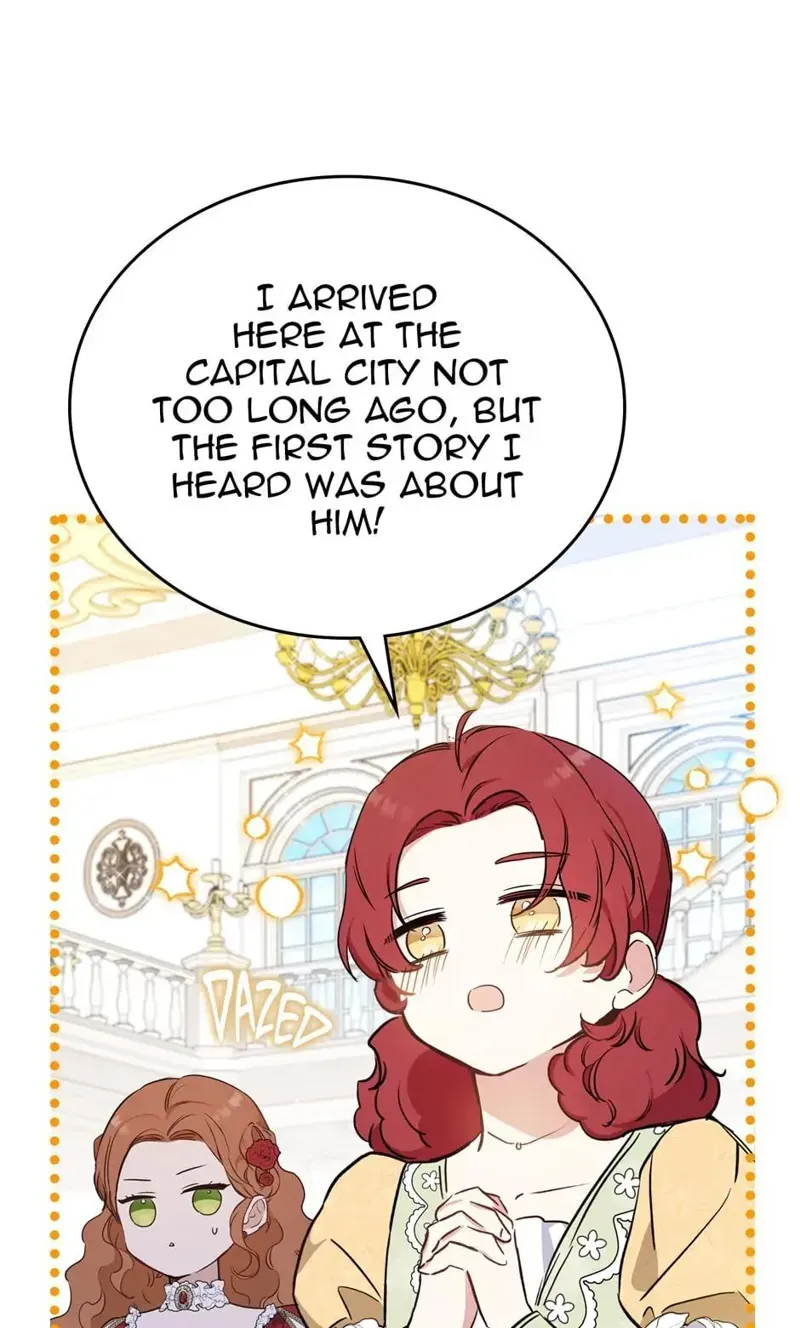 I ARRIVED
HERE AT THE
CAPITAL CITY NOT
TOO LONG AGO, BUT
THE FIRST STORY I
HEARD WAS ABOUT
HIM!
DAZED